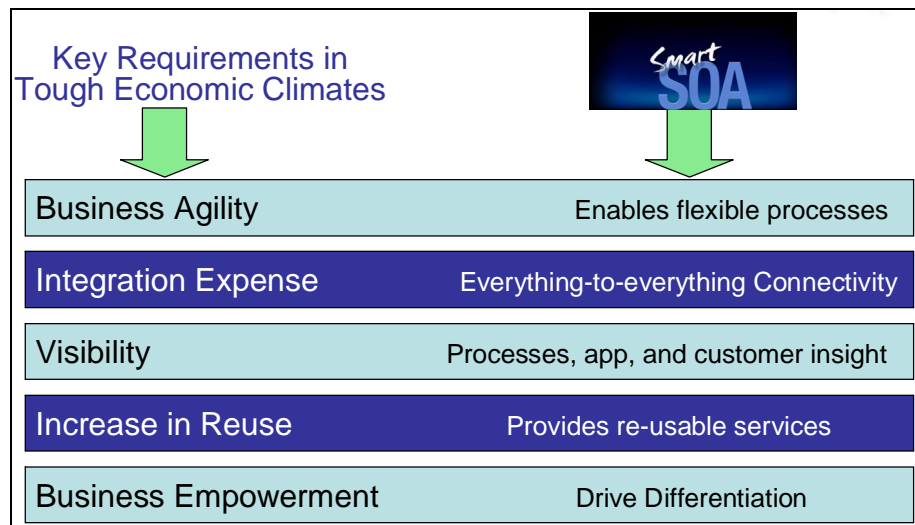 Key Requirements in
Tough Economic Climates
Smart
SOA
Business Agility Enables flexible processes
Integration Expense Everything-to-everything Connectivity
Visibility Processes, app, and customer insight
Increase in Reuse Provides re-usable services
Business Empowerment Drive Differentiation